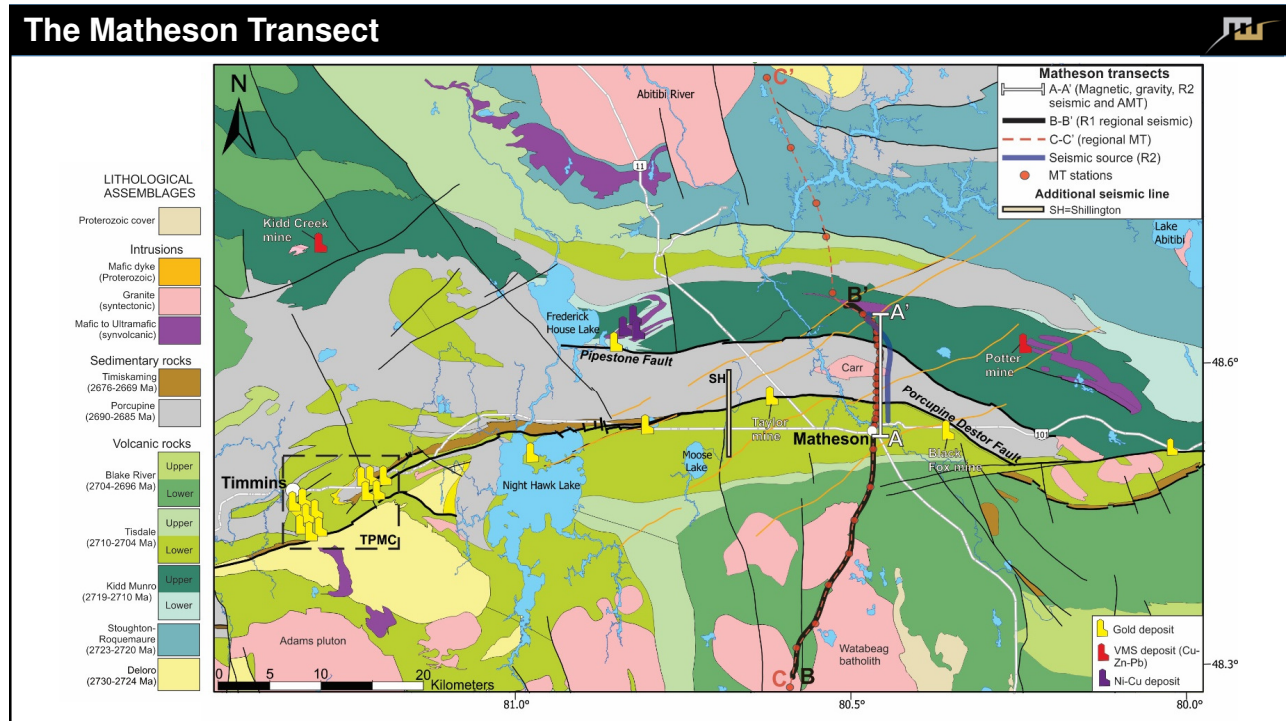 The Matheson Transect
N
LITHOLOGICAL
ASSEMBLAGES
Proterozoic cover
Intrusions
Mafic dyke
(Proterozoic)
Granite
(syntectonic)
Mafic to Ultramafic
(synvolcanic)
Sedimentary rocks
Timiskaming
(2676-2669 Ma)
Porcupine
(2690-2685 Ma)
Volcanic rocks
Blake River
(2704-2696 Ma)
Upper
Lower
Tisdale
(2710-2704 Ma)
Upper
Lower
Kidd Munro
(2719-2710 Ma)
Upper
Lower
Stoughton-
Roquemaure
(2723-2720 Ma)
Deloro
(2730-2724 Ma)
Matheson transects
A-A' (Magnetic, gravity, R2
seismic and AMT)
B-B' (R1 regional seismic)
C-C' (regional MT)
Seismic source (R2)
MT stations
Additional seismic line
SH=Shillington
C'
Abitibi River
11
Kidd Creek
mine
Lake
Abitibi
Frederick
House Lake
B'
A'
Pipestone Fault
Potter
mine
48.6°
Carr
SH
Porcupine Destor Fault
Taylor
mine
Matheson
A
101
Black
Fox mine
Moose
Lake
Timmins
Night Hawk Lake
TPMC
Adams pluton
Watabeag
batholith
C
B
Gold deposit
VMS deposit (Cu-
Zn-Pb)
Ni-Cu deposit
48.3°
0 5 10 20
Kilometers
81.0°
80.5°
80.0°